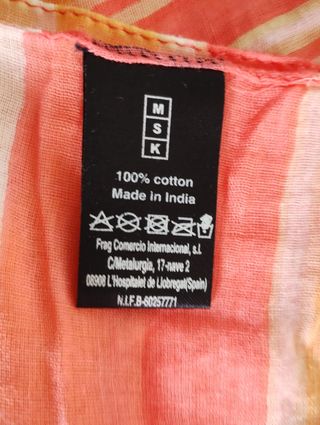 M
S
K
100% cotton
Made in India
Frag Comercio Internacional, s.l.
C/Metalurgia, 17-nave 2
08908 L'Hospitalet de Llobregat(Spain)
N.I.F.B-60257771